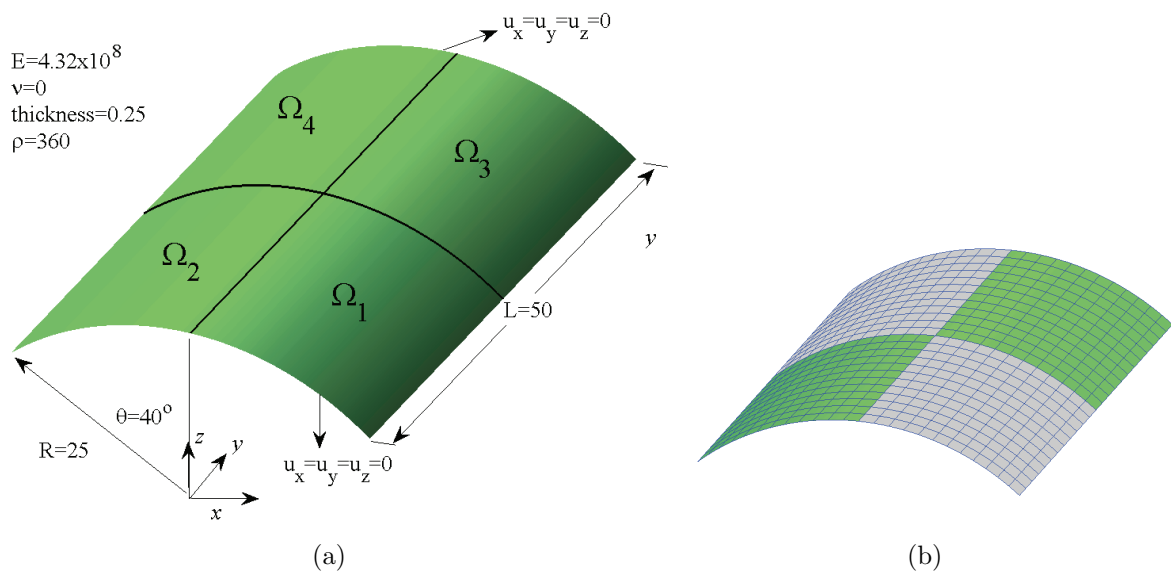 u_x=u_y=u_z=0
E=4.32x10^8
ν=0
thickness=0.25
ρ=360
Ω_4
Ω_3
Ω_2
Ω_1
y
L=50
θ=40°
R=25
z
y
x
u_x=u_y=u_z=0
(a)
(b)